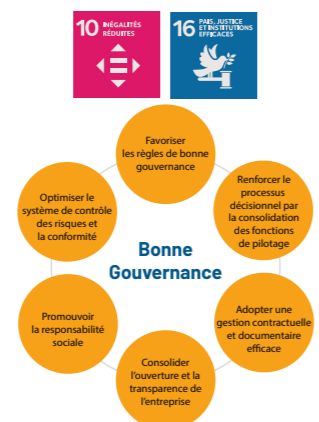 10 INÉGALITÉS
RÉDUITES
16 PAIX, JUSTICE
ET INSTITUTIONS
EFFICACES
Favoriser
les règles de bonne
gouvernance
Renforcer le
processus
décisionnel par
la consolidation
des fonctions
de pilotage
Adopter une
gestion contractuelle
et documentaire
efficace
Consolider
l'ouverture et la
transparence de
l'entreprise
Promouvoir
la responsabilité
sociale
Optimiser le
système de contrôle
des risques et
la conformité
Bonne
Gouvernance